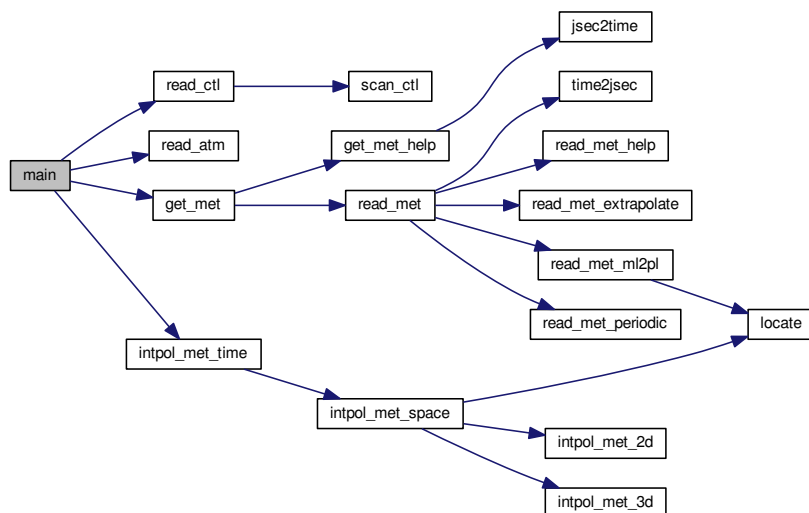 main
read_ctl
scan_ctl
read_atm
get_met
get_met_help
jsec2time
read_met
time2jsec
read_met_help
read_met_extrapolate
read_met_ml2pl
read_met_periodic
locate
intpol_met_time
intpol_met_space
intpol_met_2d
intpol_met_3d